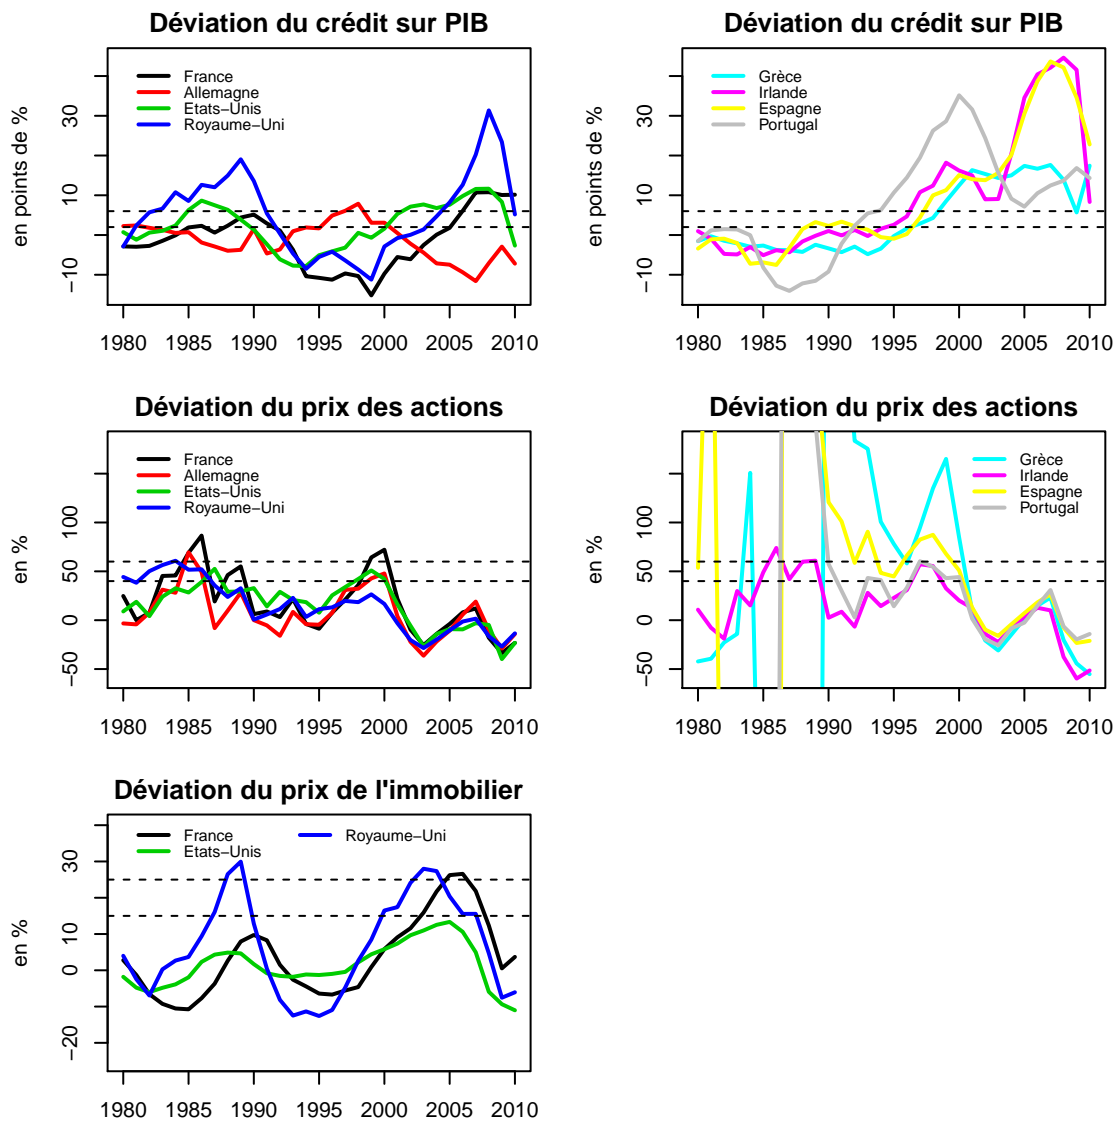 Déviation du crédit sur PIB
en points de %
30
10
−10
France
Allemagne
Etats−Unis
Royaume−Uni
1980 1985 1990 1995 2000 2005 2010
Déviation du crédit sur PIB
en points de %
30
10
−10
Grèce
Irlande
Espagne
Portugal
1980 1985 1990 1995 2000 2005 2010
Déviation du prix des actions
en %
100
50
0
−50
France
Allemagne
Etats−Unis
Royaume−Uni
1980 1985 1990 1995 2000 2005 2010
Déviation du prix des actions
en %
100
50
0
−50
Grèce
Irlande
Espagne
Portugal
1980 1985 1990 1995 2000 2005 2010
Déviation du prix de l'immobilier
en %
30
10
0
−20
France
Etats−Unis
Royaume−Uni
1980 1985 1990 1995 2000 2005 2010